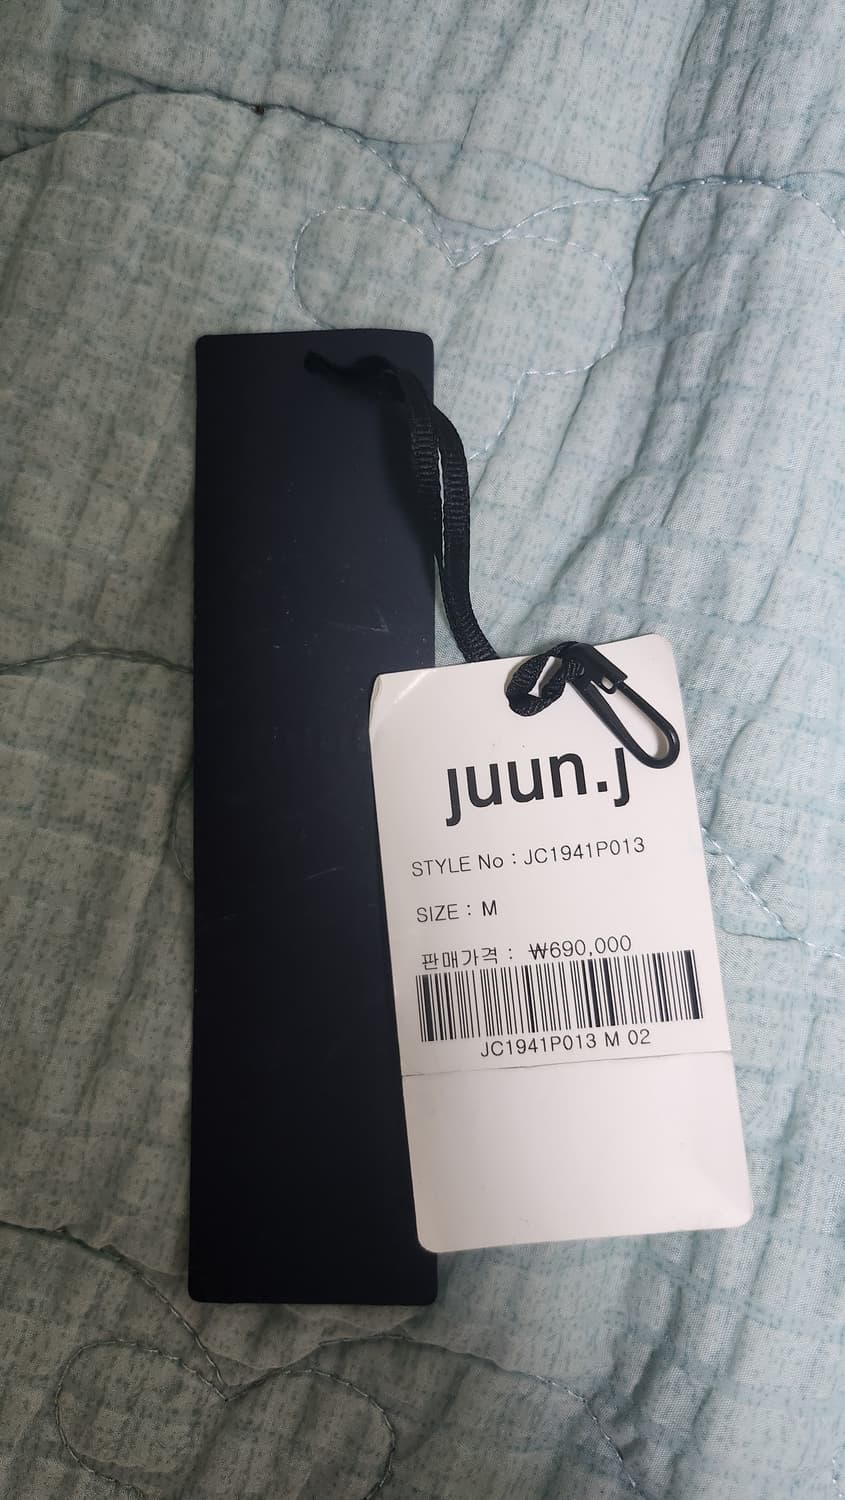 juun.j
STYLE No : JC1941P013
SIZE : M
판매가격 : ₩690,000
JC1941P013 M 02